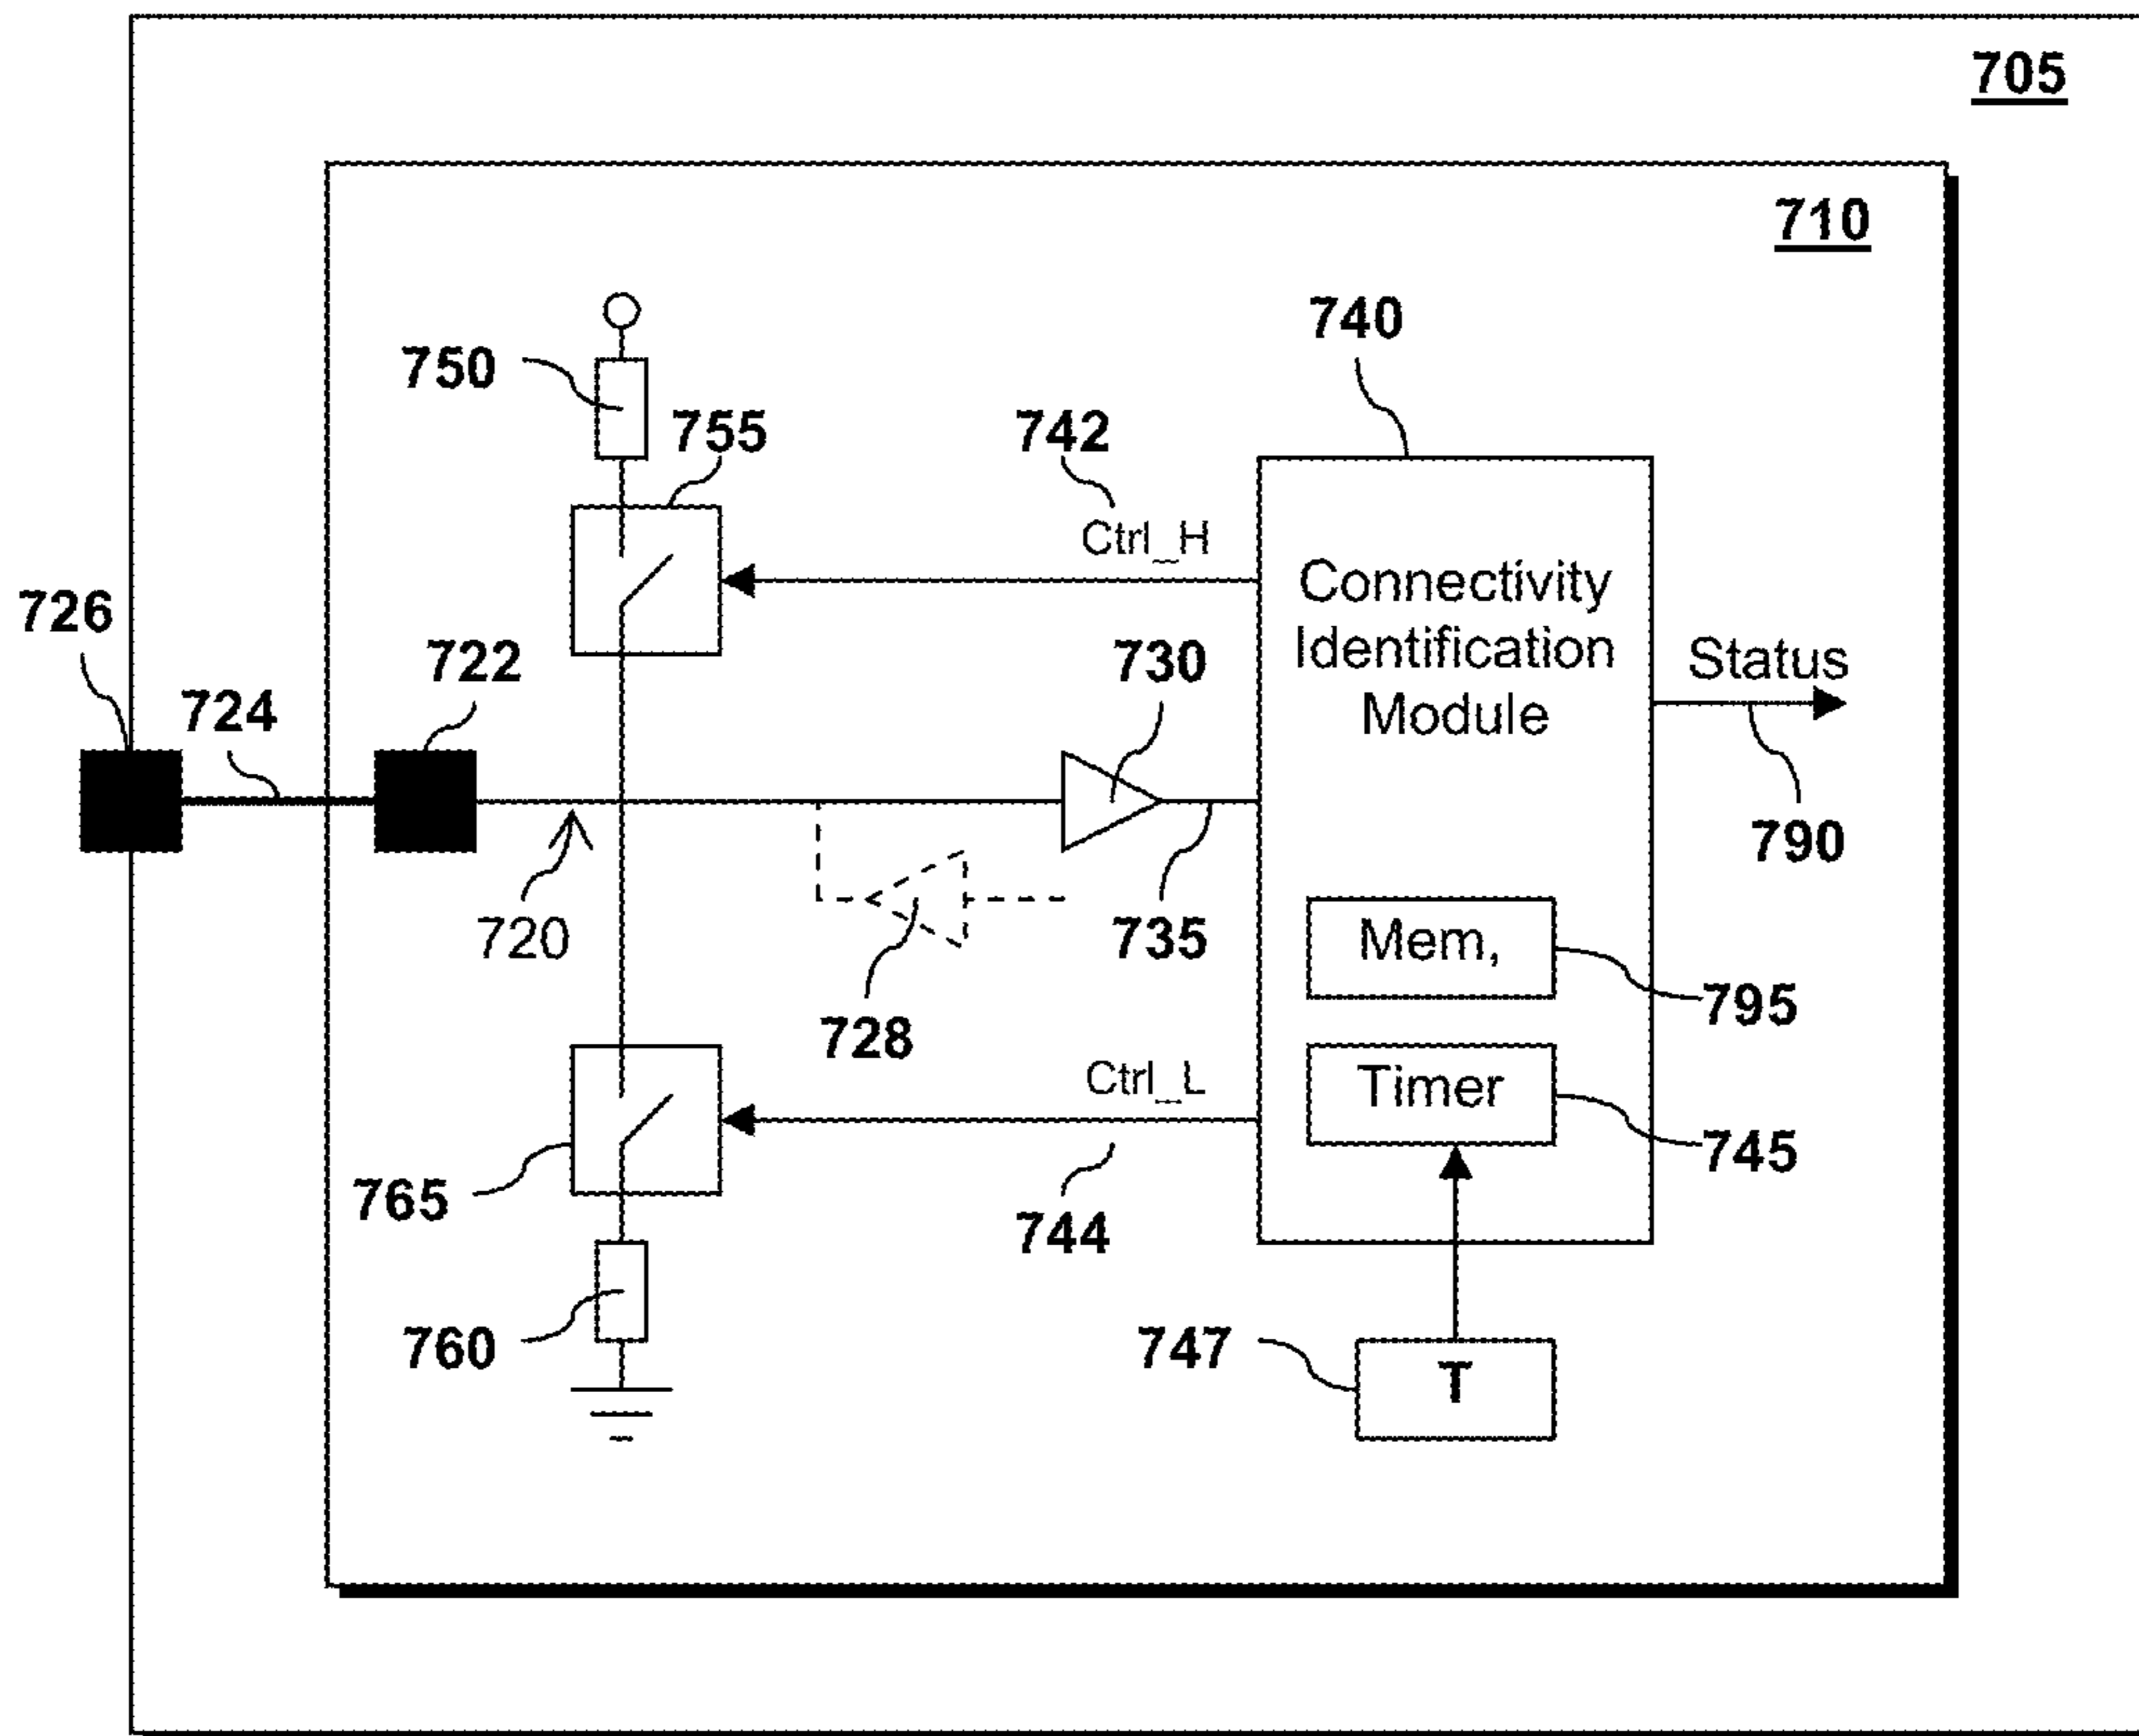 705
710
740
750
755
742
Ctrl_H
Connectivity
Identification
Module
726
722
730
Status
724
790
720
735
Mem,
795
728
Ctrl_L
Timer
745
765
744
760
747
T